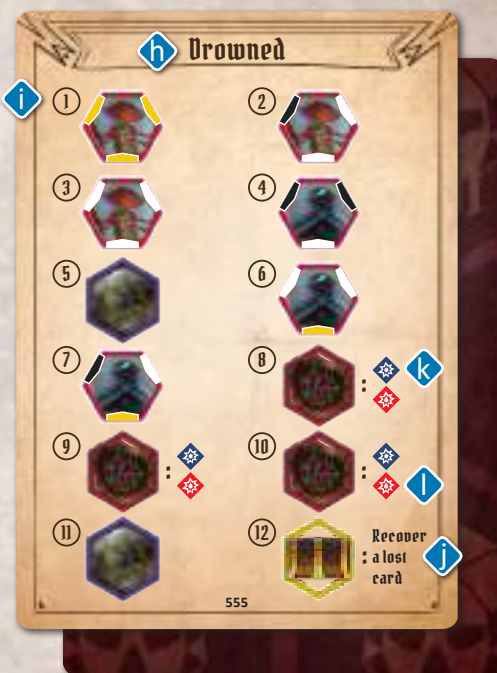 h Drowned
i
1 2
3 4
5 6
7 8 : k
9 : 10 : l
11 12 : Recover
a lost
card j
555